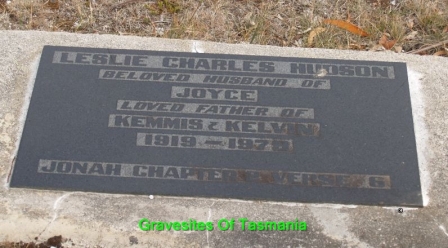 LESLIE CHARLES HUDSON
BELOVED HUSBAND OF
JOYCE
LOVED FATHER OF
KEMMIS & KELVIN
1919 – 1975
JONAH CHAPTER VERSE 6
Gravesites Of Tasmania